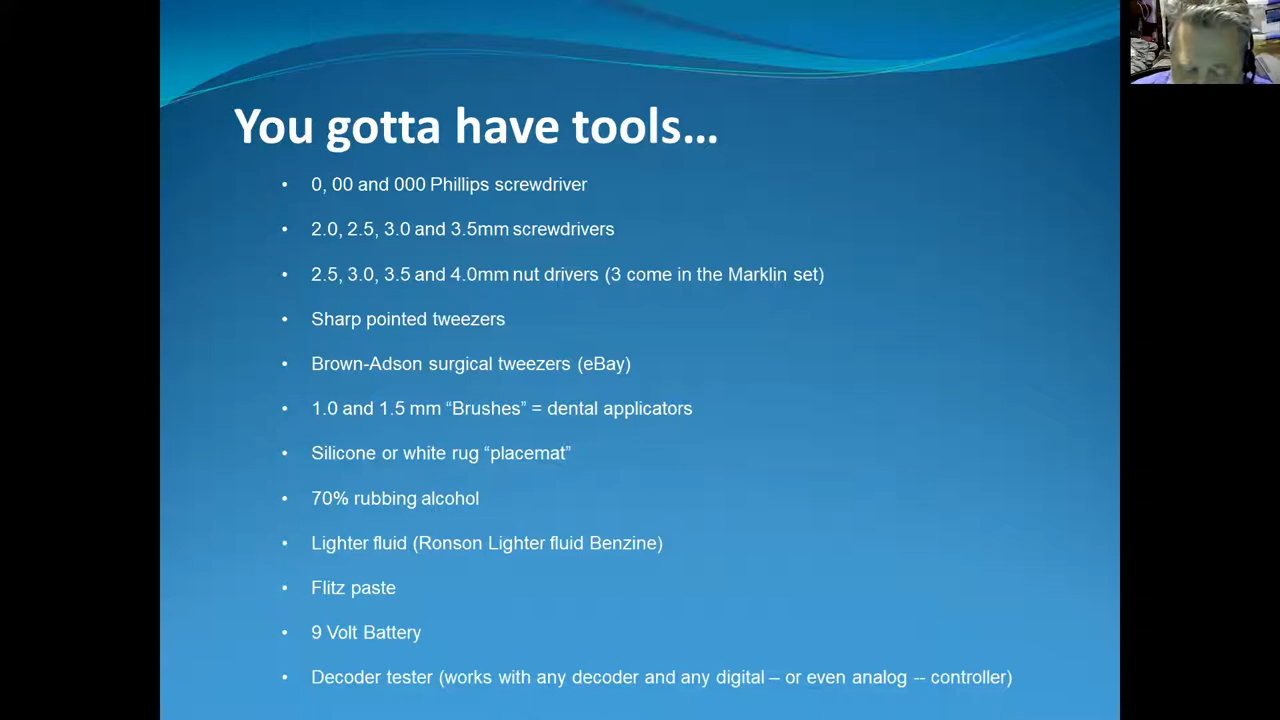 You gotta have tools…
• 0, 00 and 000 Phillips screwdriver
• 2.0, 2.5, 3.0 and 3.5mm screwdrivers
• 2.5, 3.0, 3.5 and 4.0mm nut drivers (3 come in the Marklin set)
• Sharp pointed tweezers
• Brown-Adson surgical tweezers (eBay)
• 1.0 and 1.5 mm “Brushes” = dental applicators
• Silicone or white rug “placemat”
• 70% rubbing alcohol
• Lighter fluid (Ronson Lighter fluid Benzine)
• Flitz paste
• 9 Volt Battery
• Decoder tester (works with any decoder and any digital – or even analog -- controller)